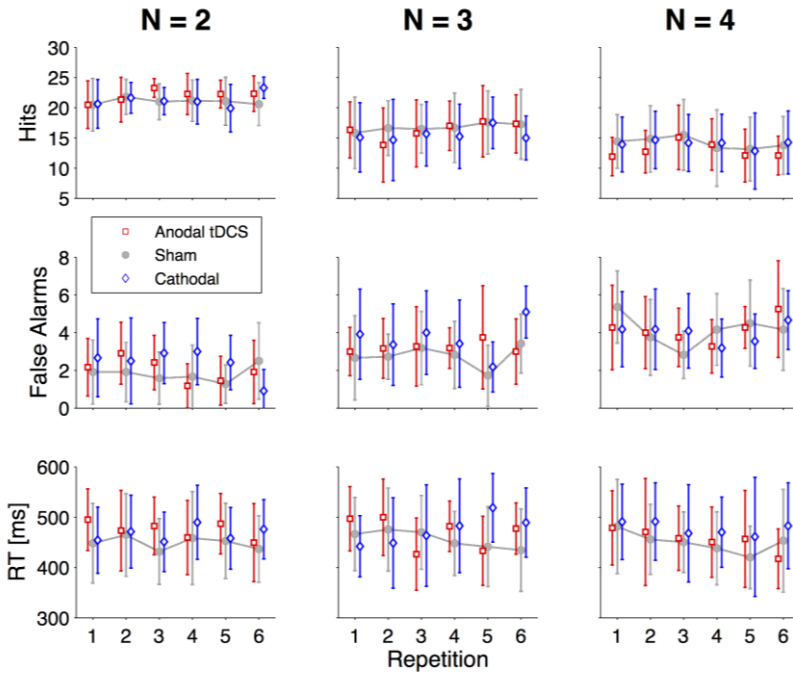 N = 2 N = 3 N = 4
Hits
30
25
20
15
10
5
Anodal tDCS
Sham
Cathodal
False Alarms
8
6
4
2
0
RT [ms]
600
500
400
300
1 2 3 4 5 6 1 2 3 4 5 6 1 2 3 4 5 6
Repetition